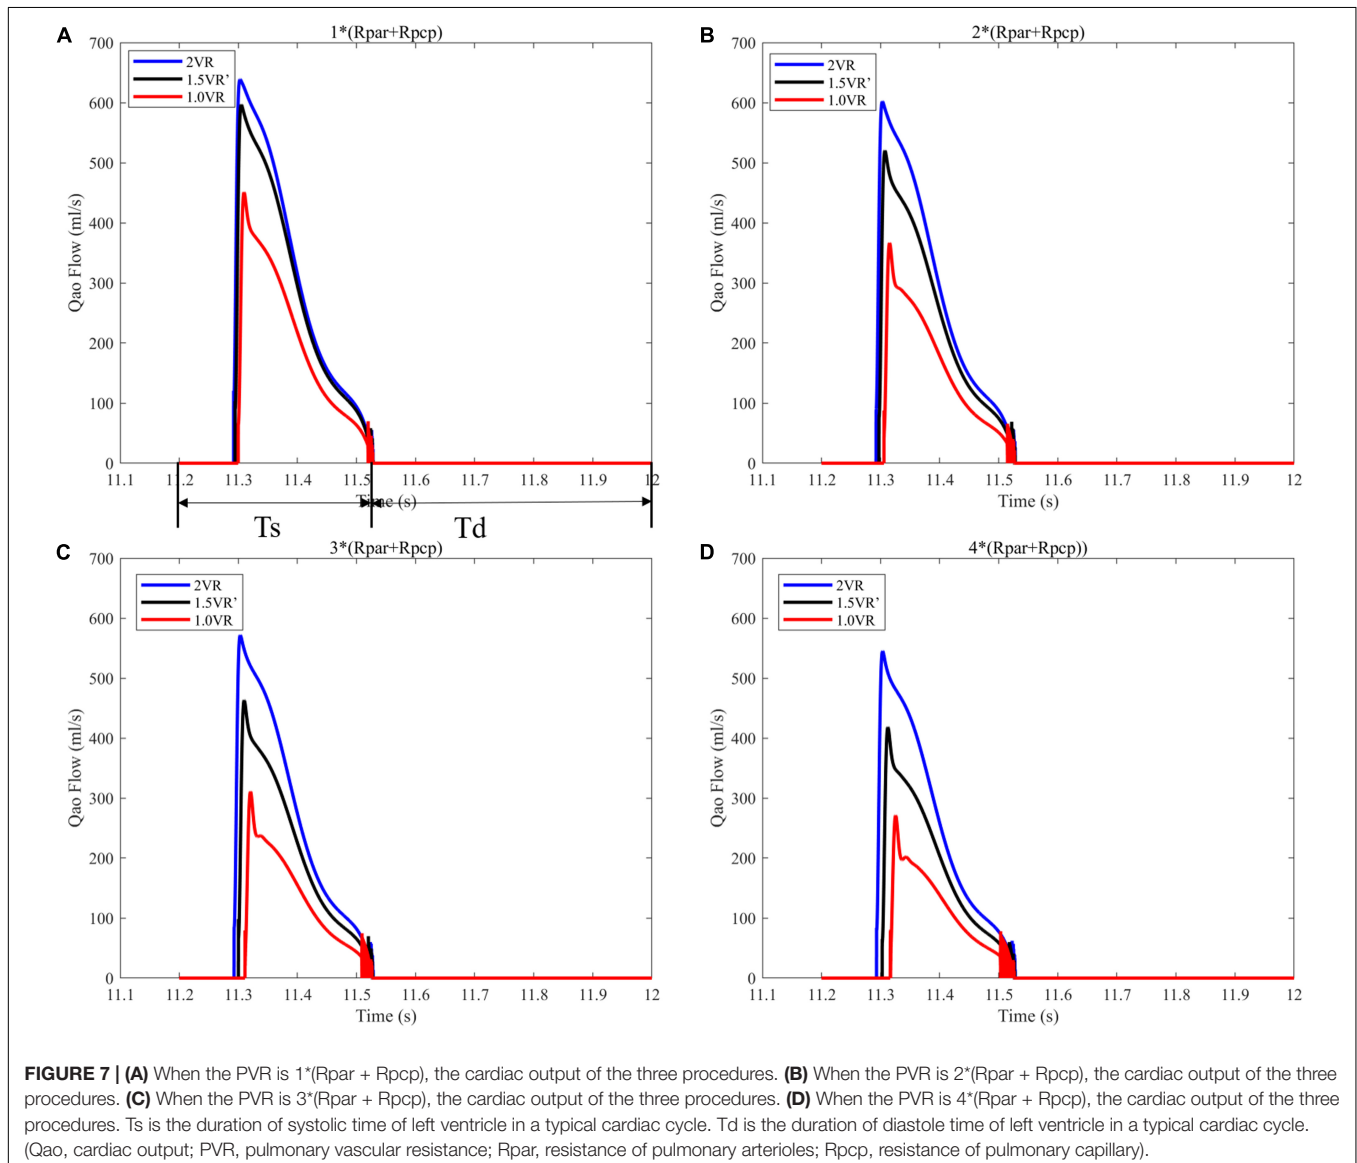 A
1*(Rpar+Rpcp)
700
600
500
400
300
200
100
0
Qao Flow (ml/s)
2VR
1.5VR’
1.0VR
11.1 11.2 11.3 11.4 11.5 11.6 11.7 11.8 11.9 12
Time (s)
Ts
Td
B
2*(Rpar+Rpcp)
700
600
500
400
300
200
100
0
Qao Flow (ml/s)
2VR
1.5VR’
1.0VR
11.1 11.2 11.3 11.4 11.5 11.6 11.7 11.8 11.9 12
Time (s)
C
3*(Rpar+Rpcp)
700
600
500
400
300
200
100
0
Qao Flow (ml/s)
2VR
1.5VR’
1.0VR
11.1 11.2 11.3 11.4 11.5 11.6 11.7 11.8 11.9 12
Time (s)
D
4*(Rpar+Rpcp))
700
600
500
400
300
200
100
0
Qao Flow (ml/s)
2VR
1.5VR’
1.0VR
11.1 11.2 11.3 11.4 11.5 11.6 11.7 11.8 11.9 12
Time (s)
FIGURE 7 | (A) When the PVR is 1*(Rpar + Rpcp), the cardiac output of the three procedures. (B) When the PVR is 2*(Rpar + Rpcp), the cardiac output of the three
procedures. (C) When the PVR is 3*(Rpar + Rpcp), the cardiac output of the three procedures. (D) When the PVR is 4*(Rpar + Rpcp), the cardiac output of the three
procedures. Ts is the duration of systolic time of left ventricle in a typical cardiac cycle. Td is the duration of diastole time of left ventricle in a typical cardiac cycle.
(Qao, cardiac output; PVR, pulmonary vascular resistance; Rpar, resistance of pulmonary arterioles; Rpcp, resistance of pulmonary capillary).